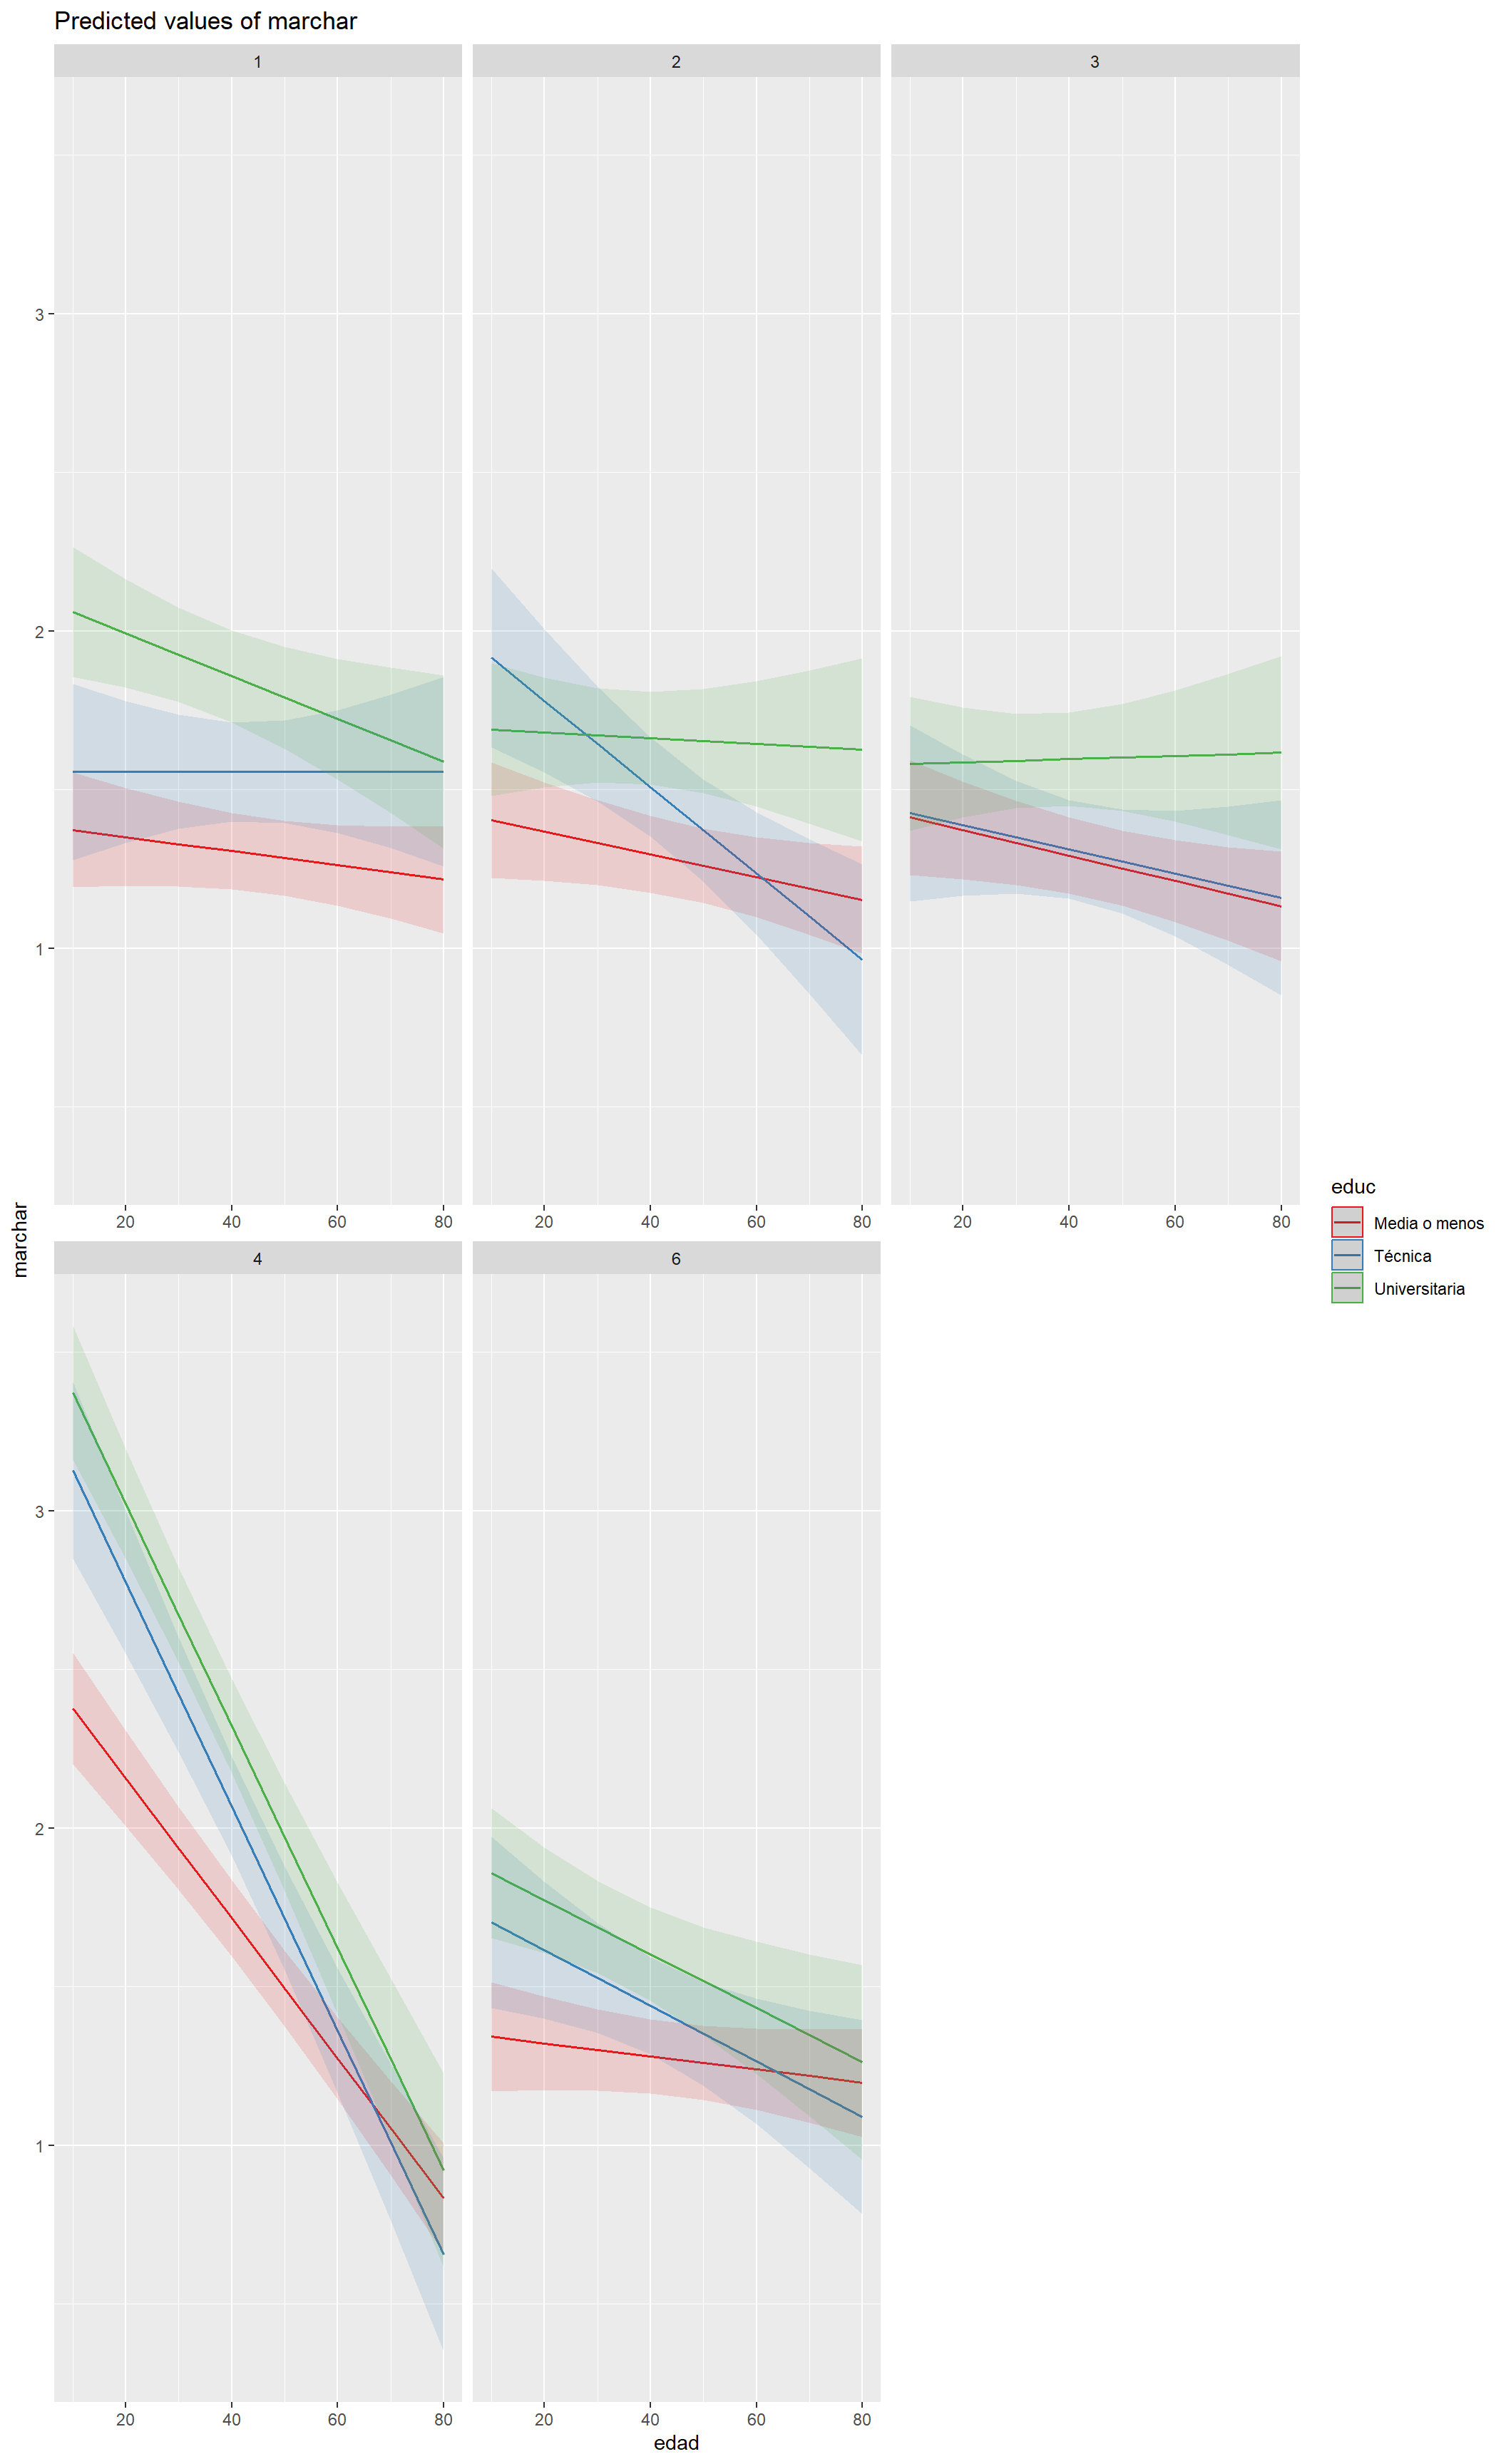 Predicted values of marchar
1 2 3
3
2
1
20 40 60 80 20 40 60 80 20 40 60 80
4 6
3
2
1
20 40 60 80 20 40 60 80
marchar
edad
educ
Media o menos
Técnica
Universitaria